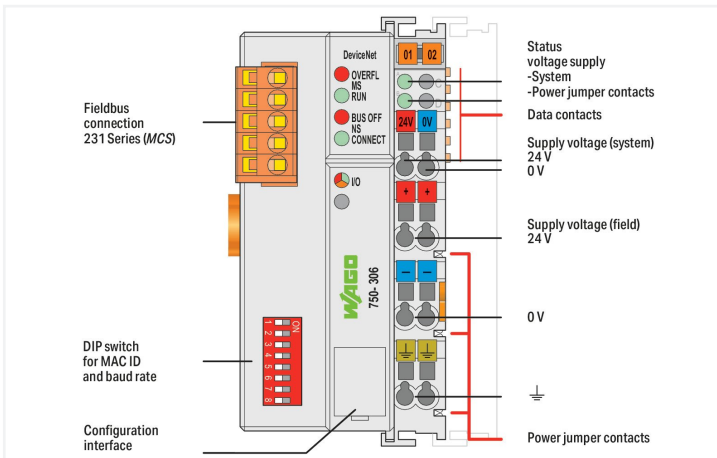 Fieldbus
connection
231 Series (MCS)
DIP switch
for MAC ID
and baud rate
Configuration
interface
DeviceNet
OVERFL
MS
RUN
BUS OFF
NS
CONNECT
I/O
WAGO
750- 306
ON
1 2 3 4 5 6 7 8
01 02
C
24V 0V
+ +
— —
Status
voltage supply
-System
-Power jumper contacts
Data contacts
Supply voltage (system)
24 V
0 V
Supply voltage (field)
24 V
0 V
Power jumper contacts